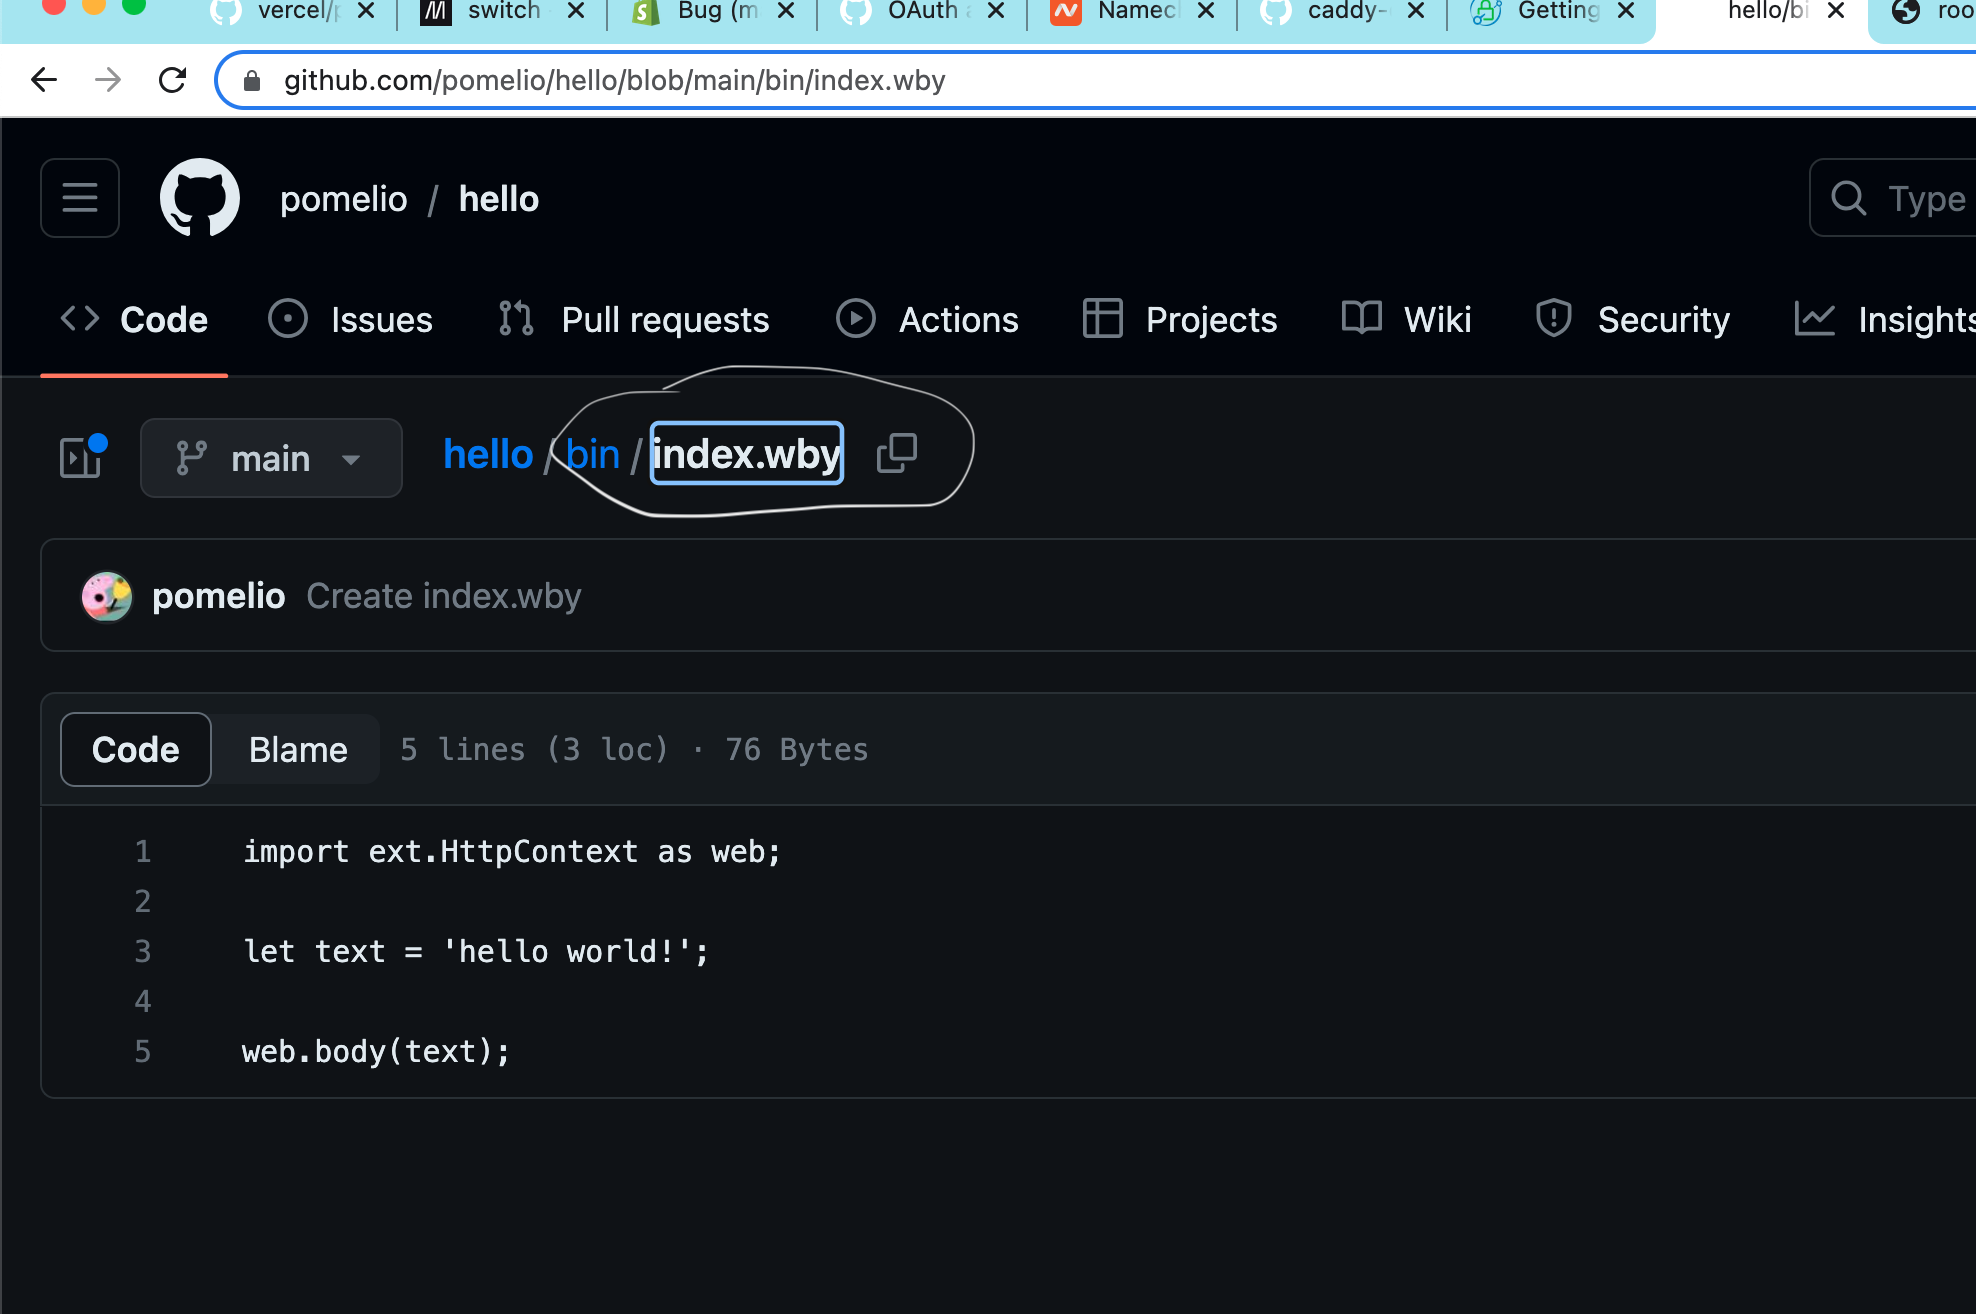 vercel/p switch Bug (m OAuth a Namec caddy- Getting hello/bi roo
github.com/pomelio/hello/blob/main/bin/index.wby
pomelio / hello Type
Code Issues Pull requests Actions Projects Wiki Security Insights
main hello / bin / index.wby
pomelio Create index.wby
Code Blame 5 lines (3 loc) · 76 Bytes
1 import ext.HttpContext as web;
2
3 let text = 'hello world!';
4
5 web.body(text);